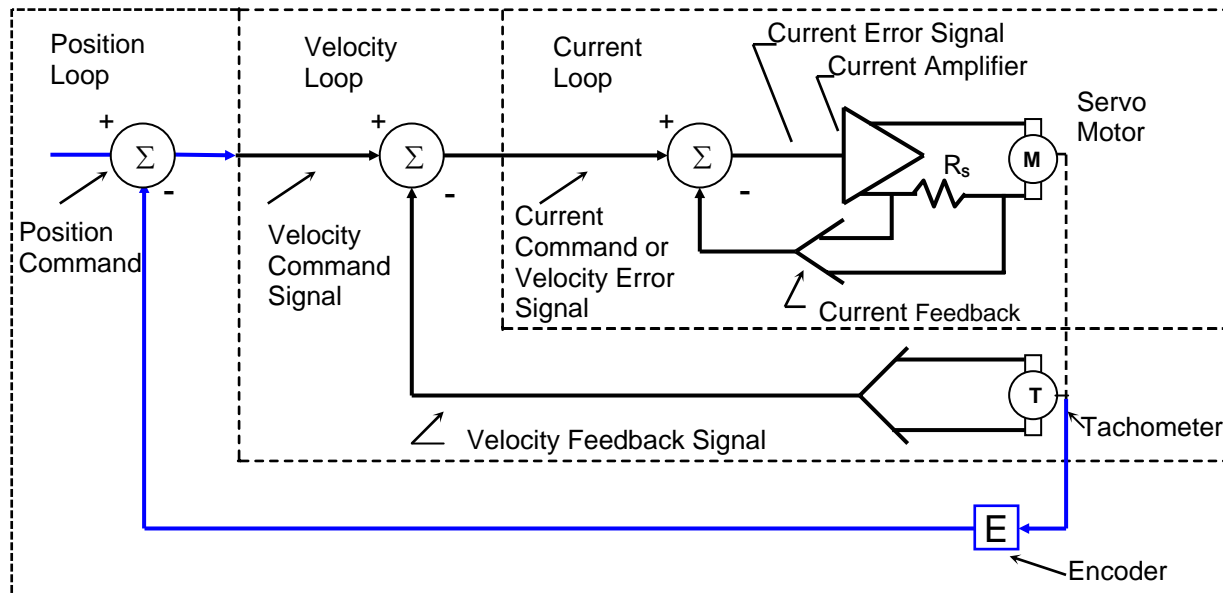 Position
Loop
Velocity
Loop
Current
Loop
Current Error Signal
Current Amplifier
Servo
Motor
+
Σ
-
+
Σ
-
+
Σ
-
Rs
M
Position
Command
Velocity
Command
Signal
Current
Command or
Velocity Error
Signal
Current Feedback
T
Velocity Feedback Signal
Tachometer
E
Encoder